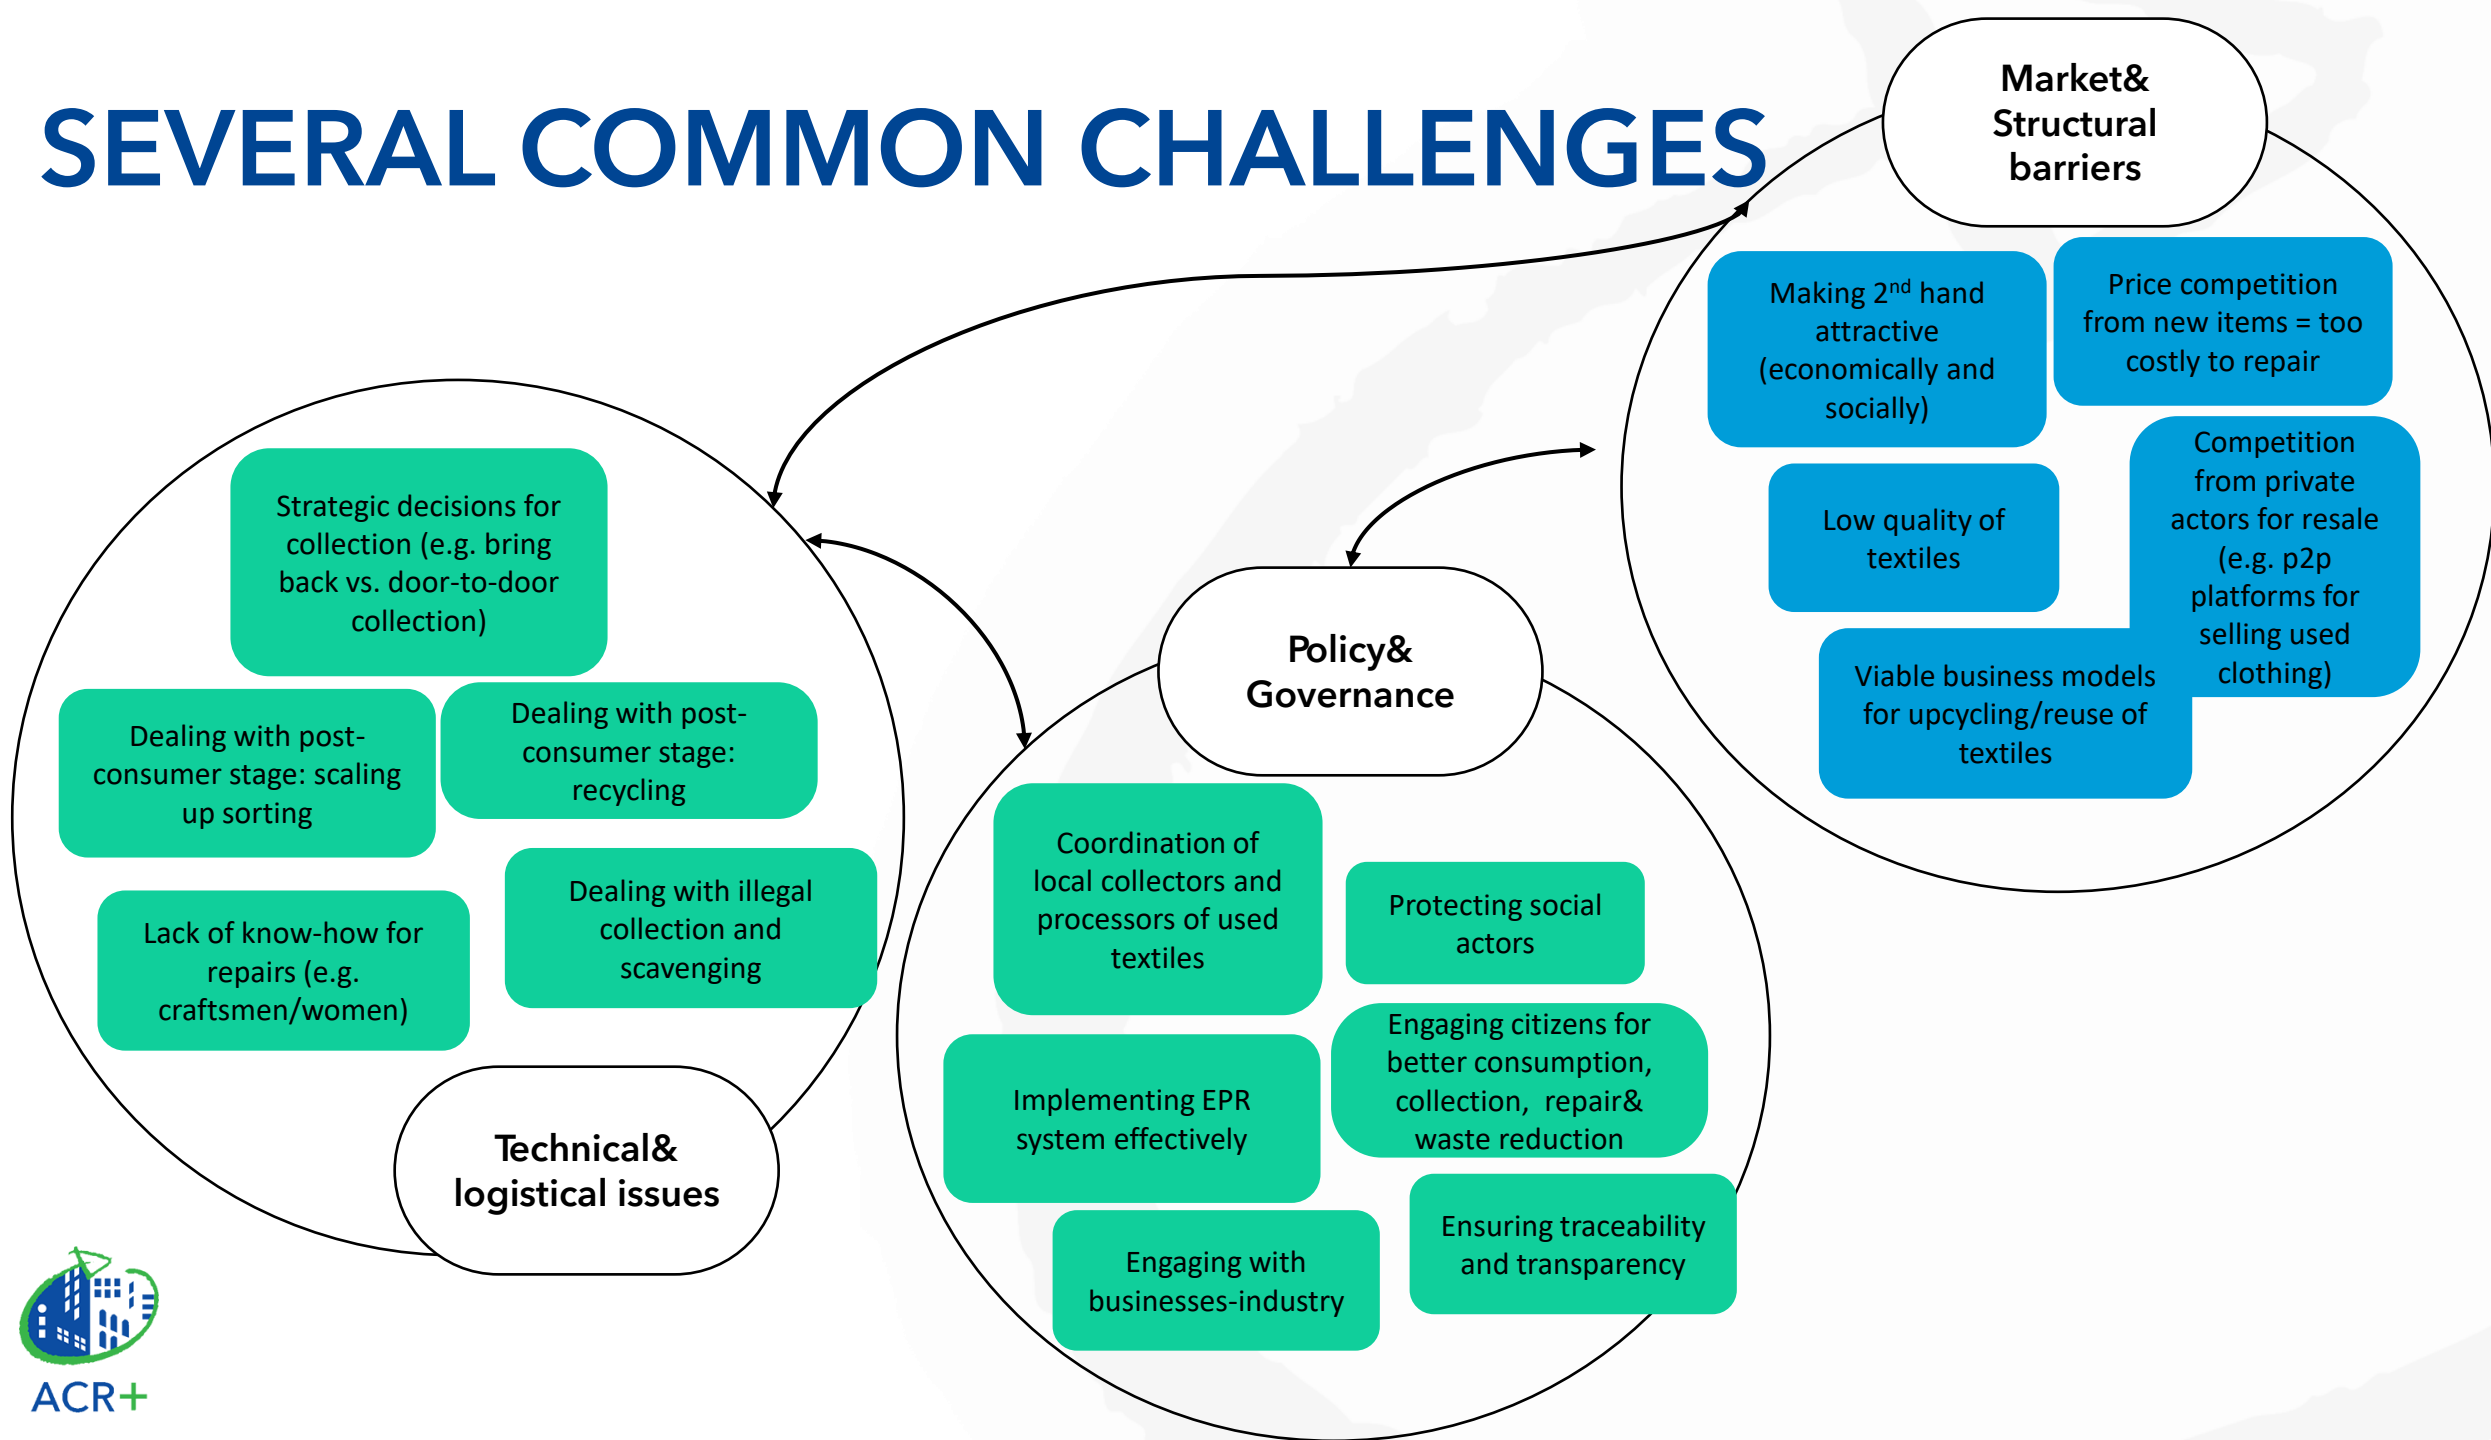 SEVERAL COMMON CHALLENGES
Market&
Structural
barriers
Making 2nd hand
attractive
(economically and
socially)
Price competition
from new items = too
costly to repair
Low quality of
textiles
Competition
from private
actors for resale
(e.g. p2p
platforms for
selling used
clothing)
Viable business models
for upcycling/reuse of
textiles
Strategic decisions for
collection (e.g. bring
back vs. door-to-door
collection)
Dealing with post-
consumer stage: scaling
up sorting
Dealing with post-
consumer stage:
recycling
Lack of know-how for
repairs (e.g.
craftsmen/women)
Dealing with illegal
collection and
scavenging
Technical&
logistical issues
Policy&
Governance
Coordination of
local collectors and
processors of used
textiles
Protecting social
actors
Implementing EPR
system effectively
Engaging citizens for
better consumption,
collection,  repair&
waste reduction
Engaging with
businesses-industry
Ensuring traceability
and transparency
ACR+